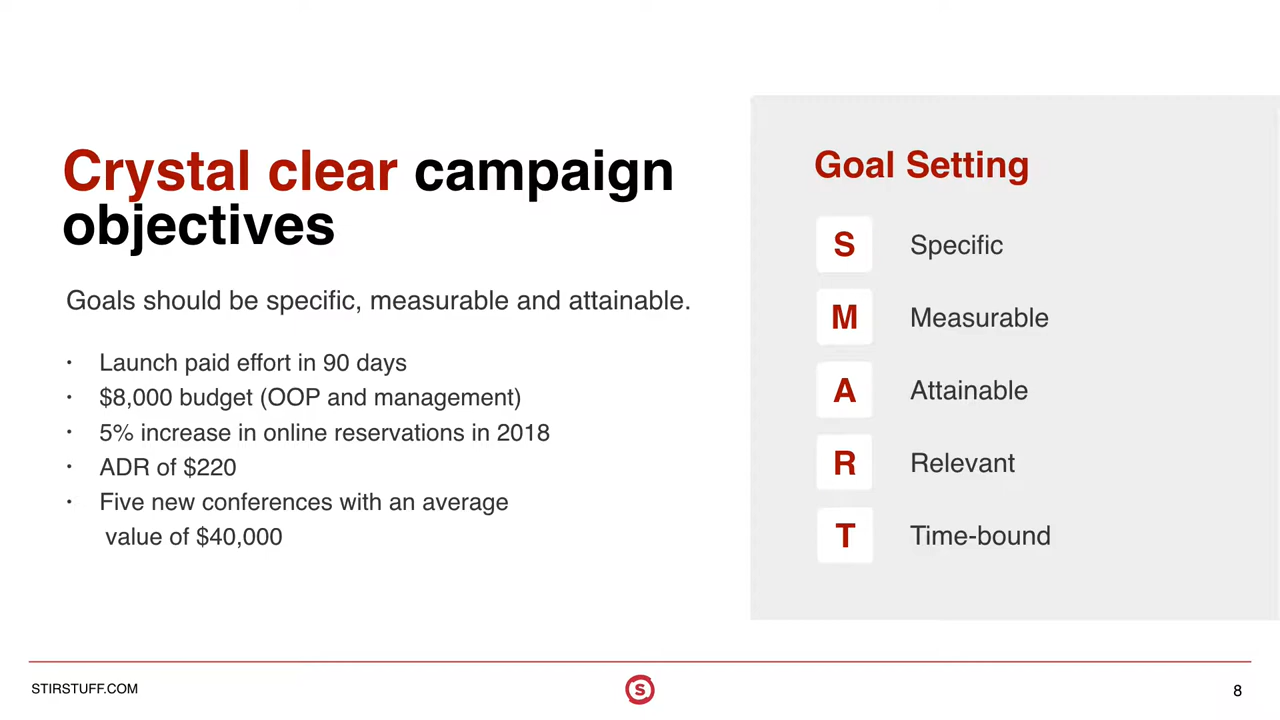 Crystal clear campaign
objectives
Goals should be specific, measurable and attainable.
· Launch paid effort in 90 days
· $8,000 budget (OOP and management)
· 5% increase in online reservations in 2018
· ADR of $220
· Five new conferences with an average
value of $40,000
Goal Setting
S Specific
M Measurable
A Attainable
R Relevant
T Time-bound
STIRSTUFF.COM
S
8